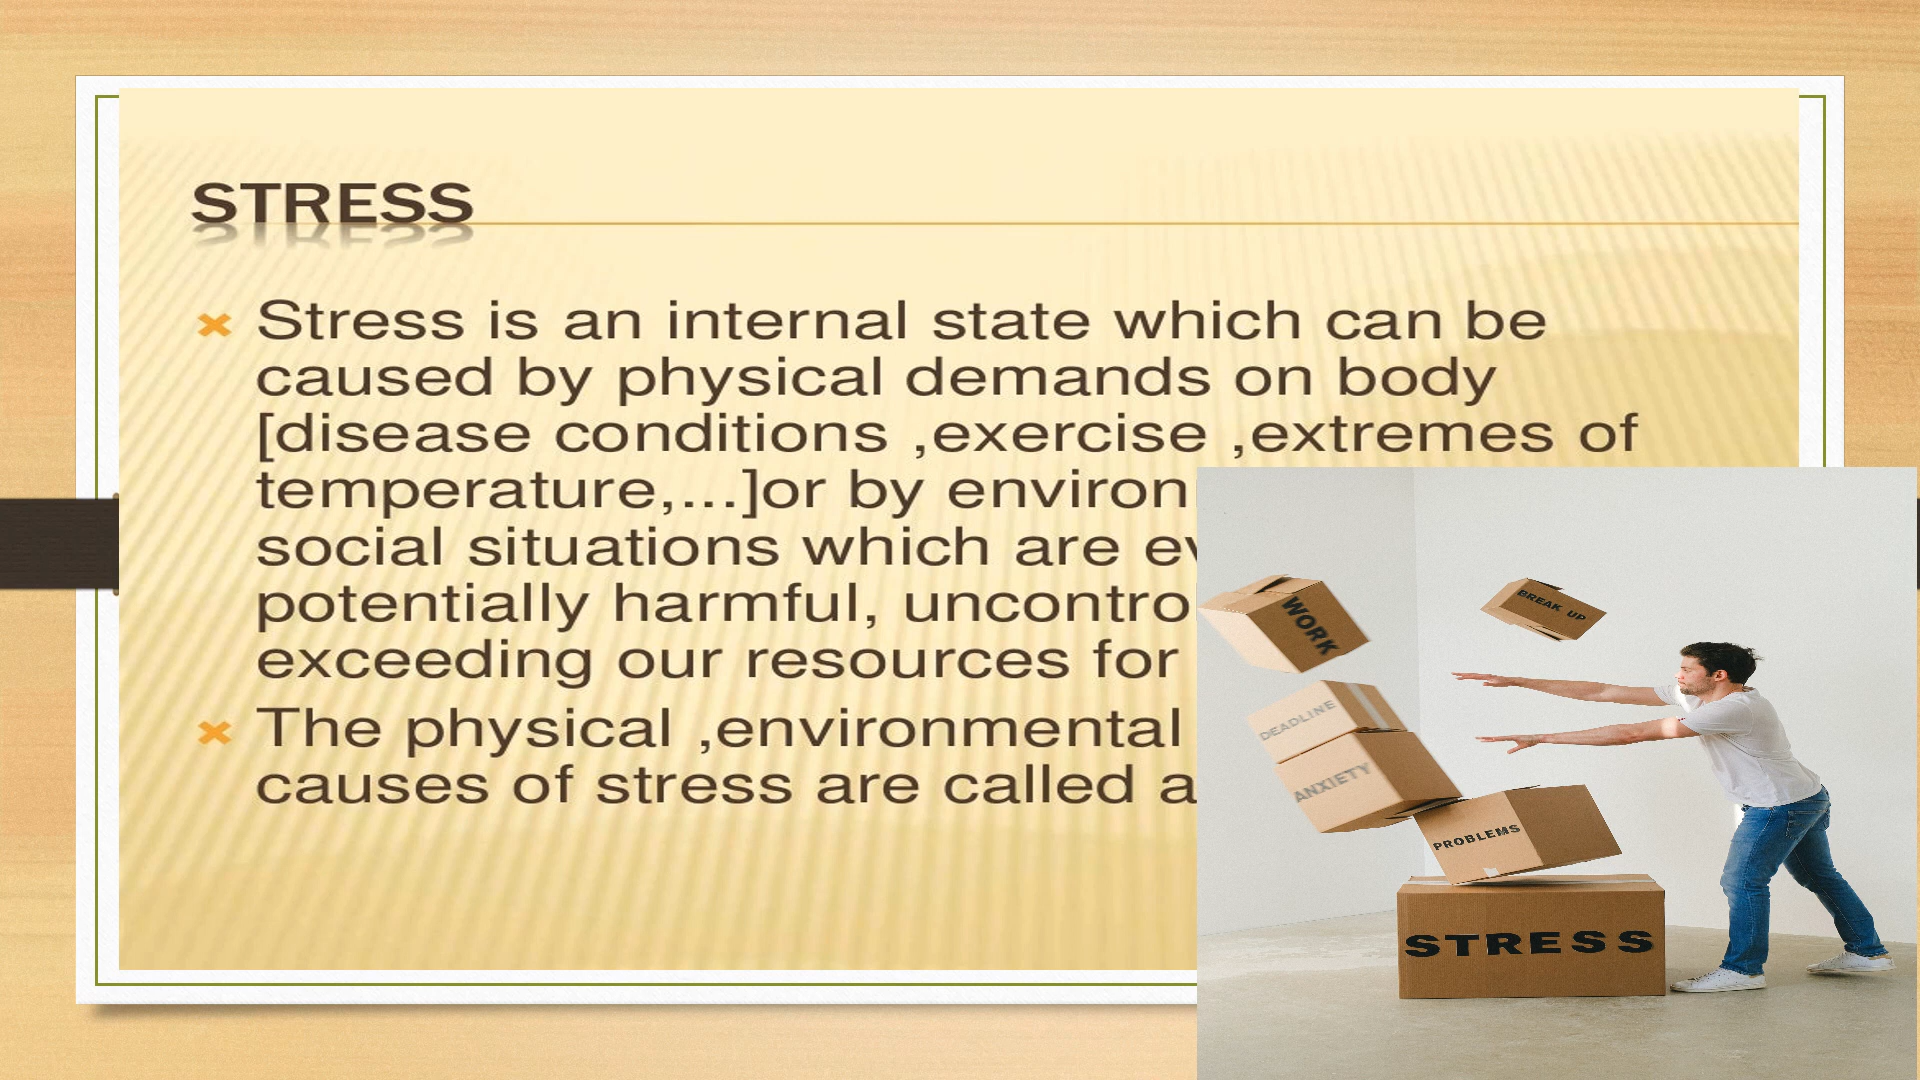 STRESS
Stress is an internal state which can be
caused by physical demands on body
[disease conditions ,exercise ,extremes of
temperature,...]or by environ
social situations which are ev
potentially harmful, uncontro
exceeding our resources for
The physical ,environmental
causes of stress are called a
WORK
BREAK UP
DEADLINE
ANXIETY
PROBLEMS
STRESS